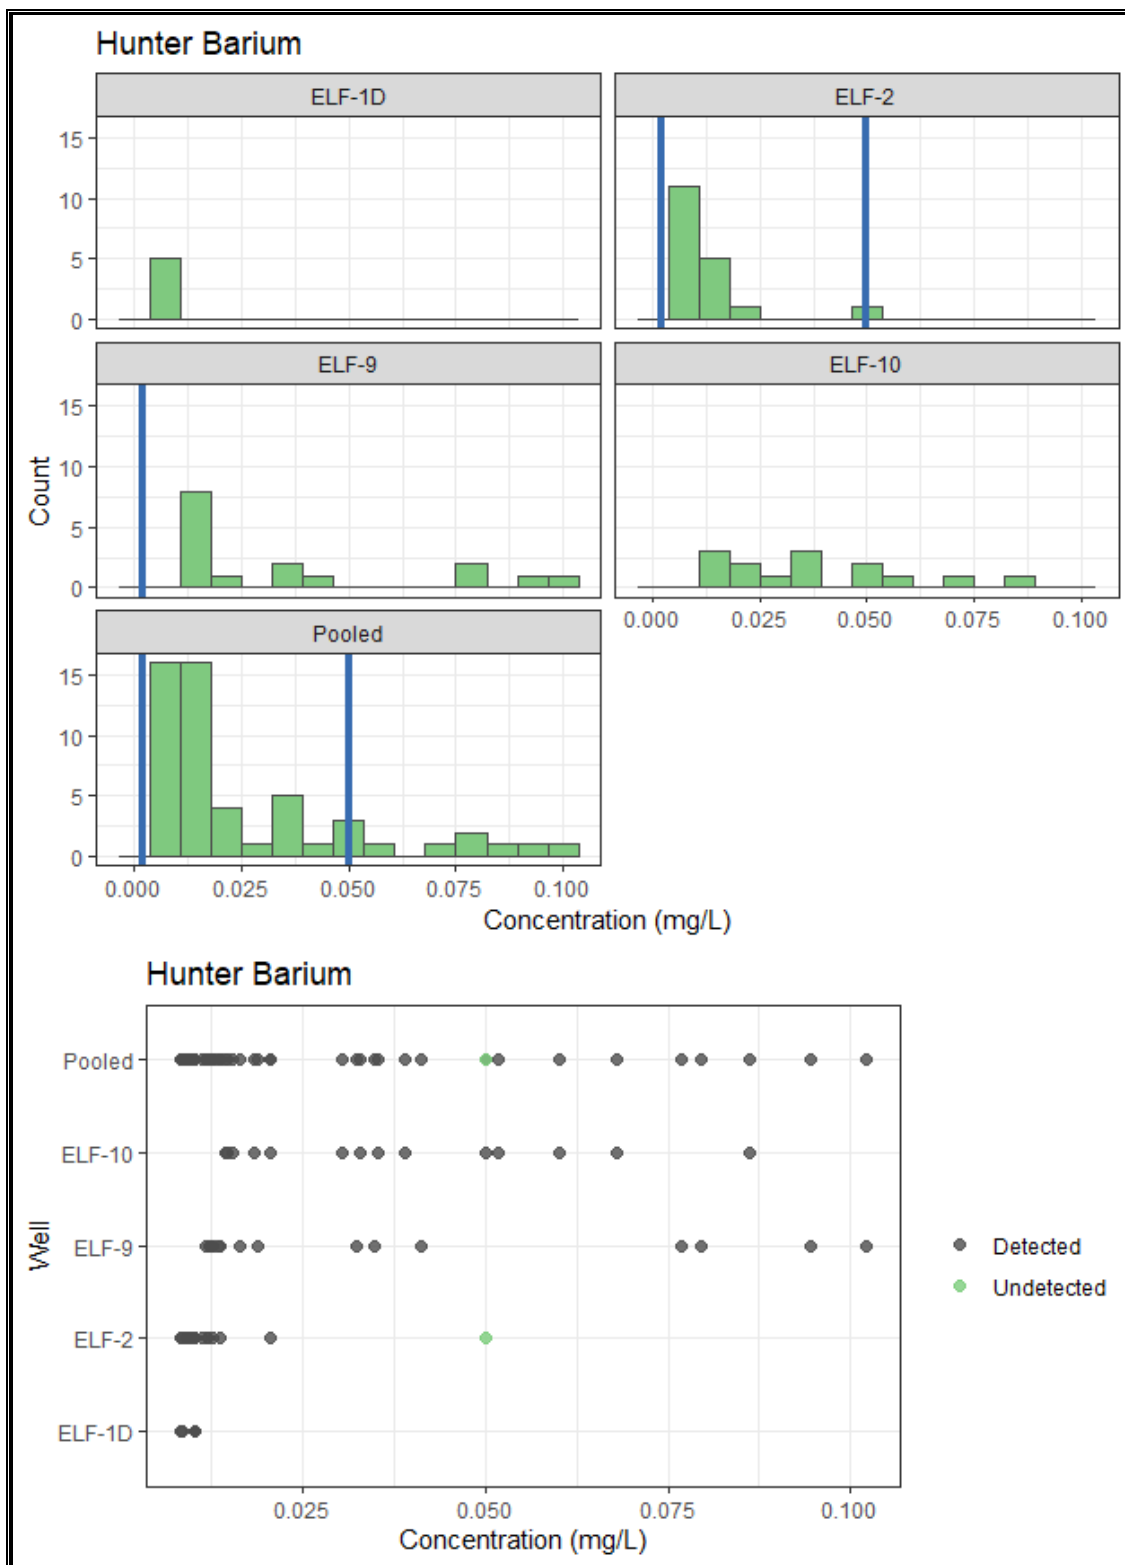 Hunter Barium
ELF-1D
ELF-2
15
10
5
0
ELF-9
ELF-10
15
10
5
0
Count
0.000 0.025 0.050 0.075 0.100
Pooled
15
10
5
0
0.000 0.025 0.050 0.075 0.100
Concentration (mg/L)
Hunter Barium
Pooled
ELF-10
ELF-9
ELF-2
ELF-1D
Well
Detected
Undetected
0.025 0.050 0.075 0.100
Concentration (mg/L)